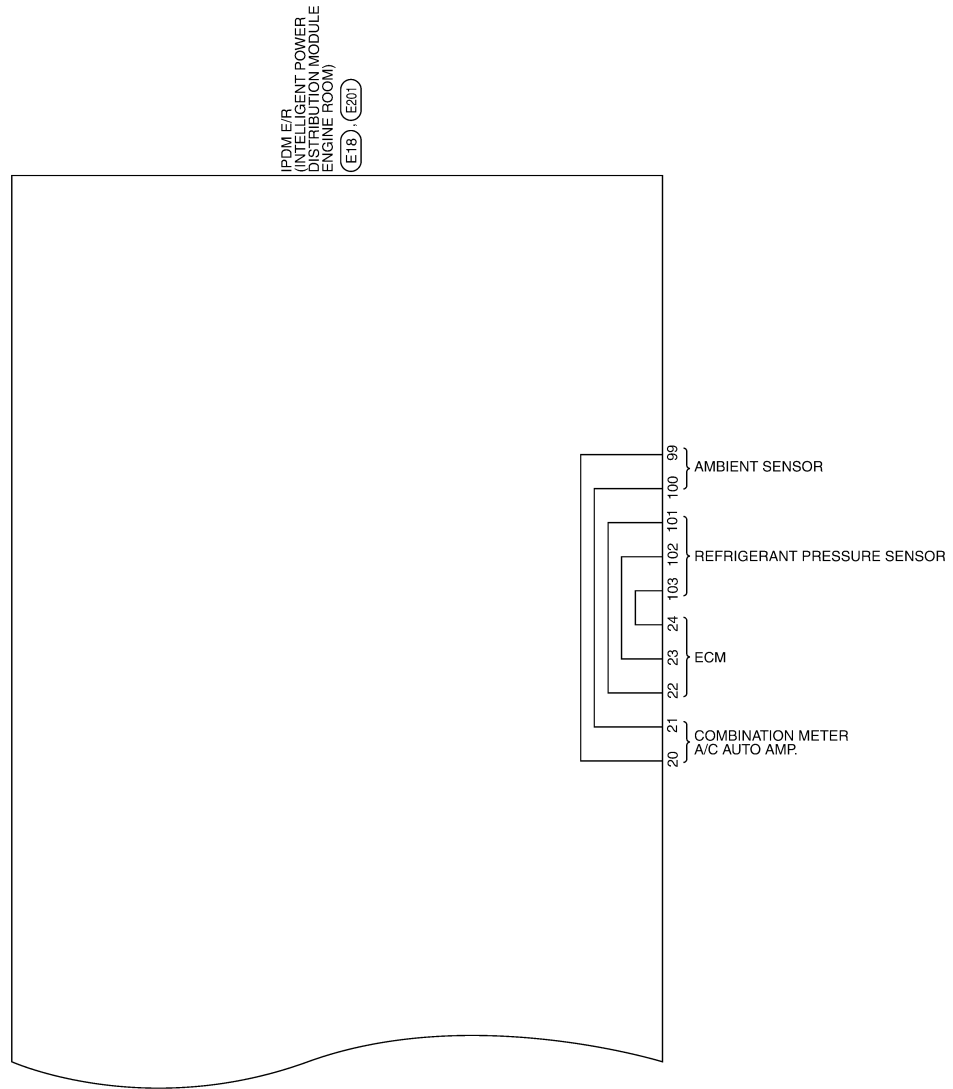 IPDM E/R
(INTELLIGENT POWER
DISTRIBUTION MODULE
ENGINE ROOM)
E18 , E201
99
100
AMBIENT SENSOR
101
102
103
REFRIGERANT PRESSURE SENSOR
24
23
22
ECM
21
20
COMBINATION METER
A/C AUTO AMP.